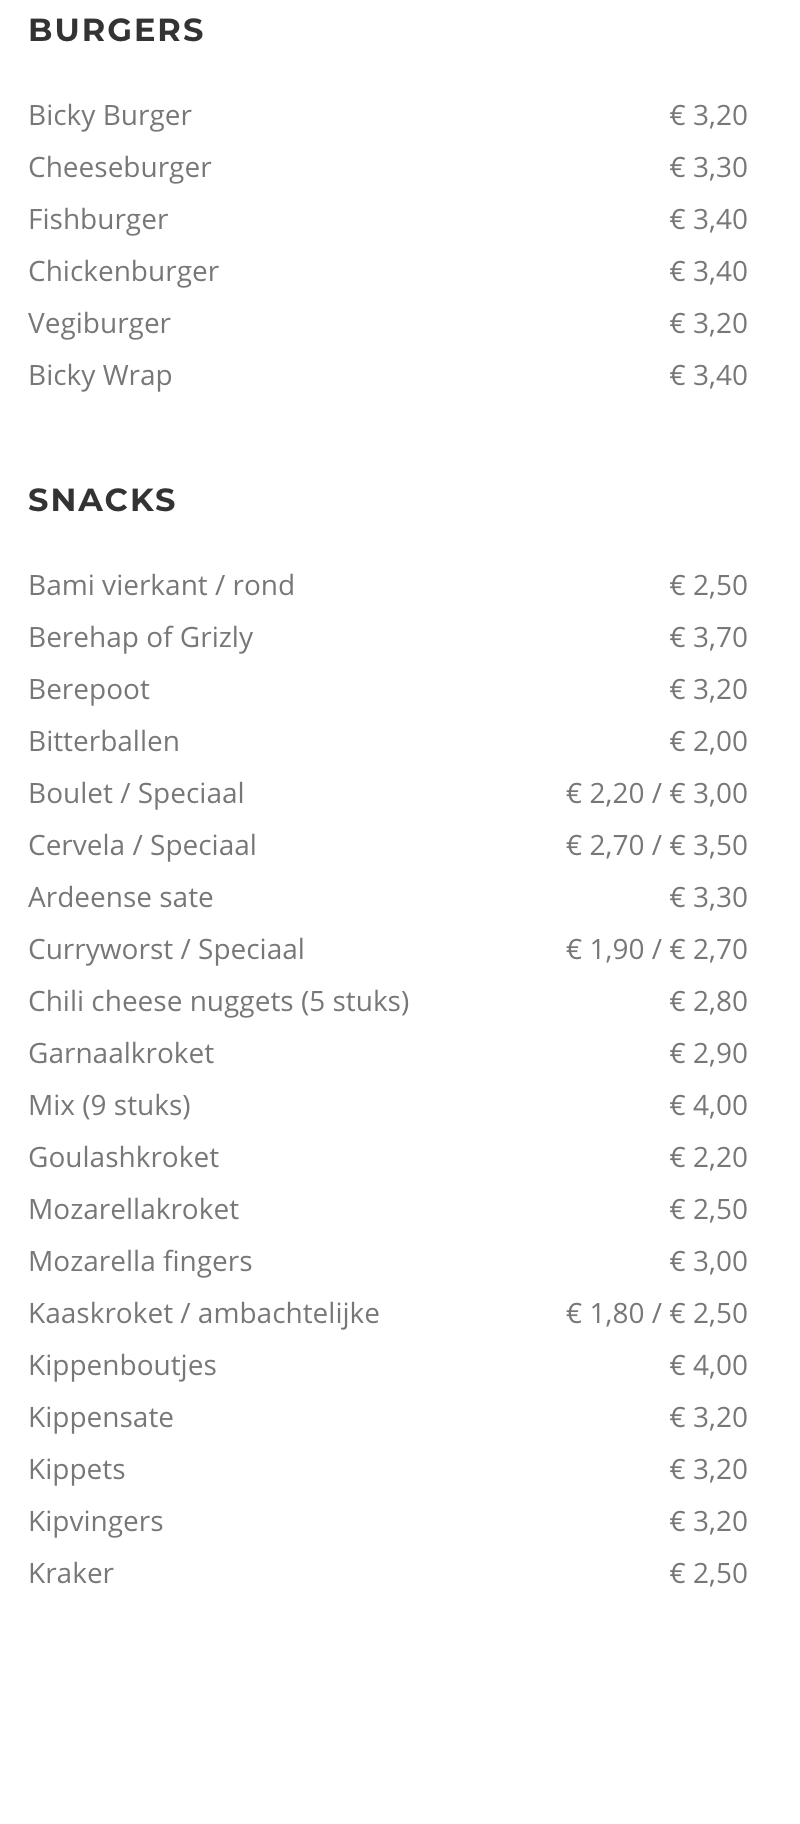 BURGERS
Bicky Burger € 3,20
Cheeseburger € 3,30
Fishburger € 3,40
Chickenburger € 3,40
Vegiburger € 3,20
Bicky Wrap € 3,40
SNACKS
Bami vierkant / rond € 2,50
Berehap of Grizly € 3,70
Berepoot € 3,20
Bitterballen € 2,00
Boulet / Speciaal € 2,20 / € 3,00
Cervela / Speciaal € 2,70 / € 3,50
Ardeense sate € 3,30
Curryworst / Speciaal € 1,90 / € 2,70
Chili cheese nuggets (5 stuks) € 2,80
Garnaalkroket € 2,90
Mix (9 stuks) € 4,00
Goulashkroket € 2,20
Mozarellakroket € 2,50
Mozarella fingers € 3,00
Kaaskroket / ambachtelijke € 1,80 / € 2,50
Kippenboutjes € 4,00
Kippensate € 3,20
Kippets € 3,20
Kipvingers € 3,20
Kraker € 2,50